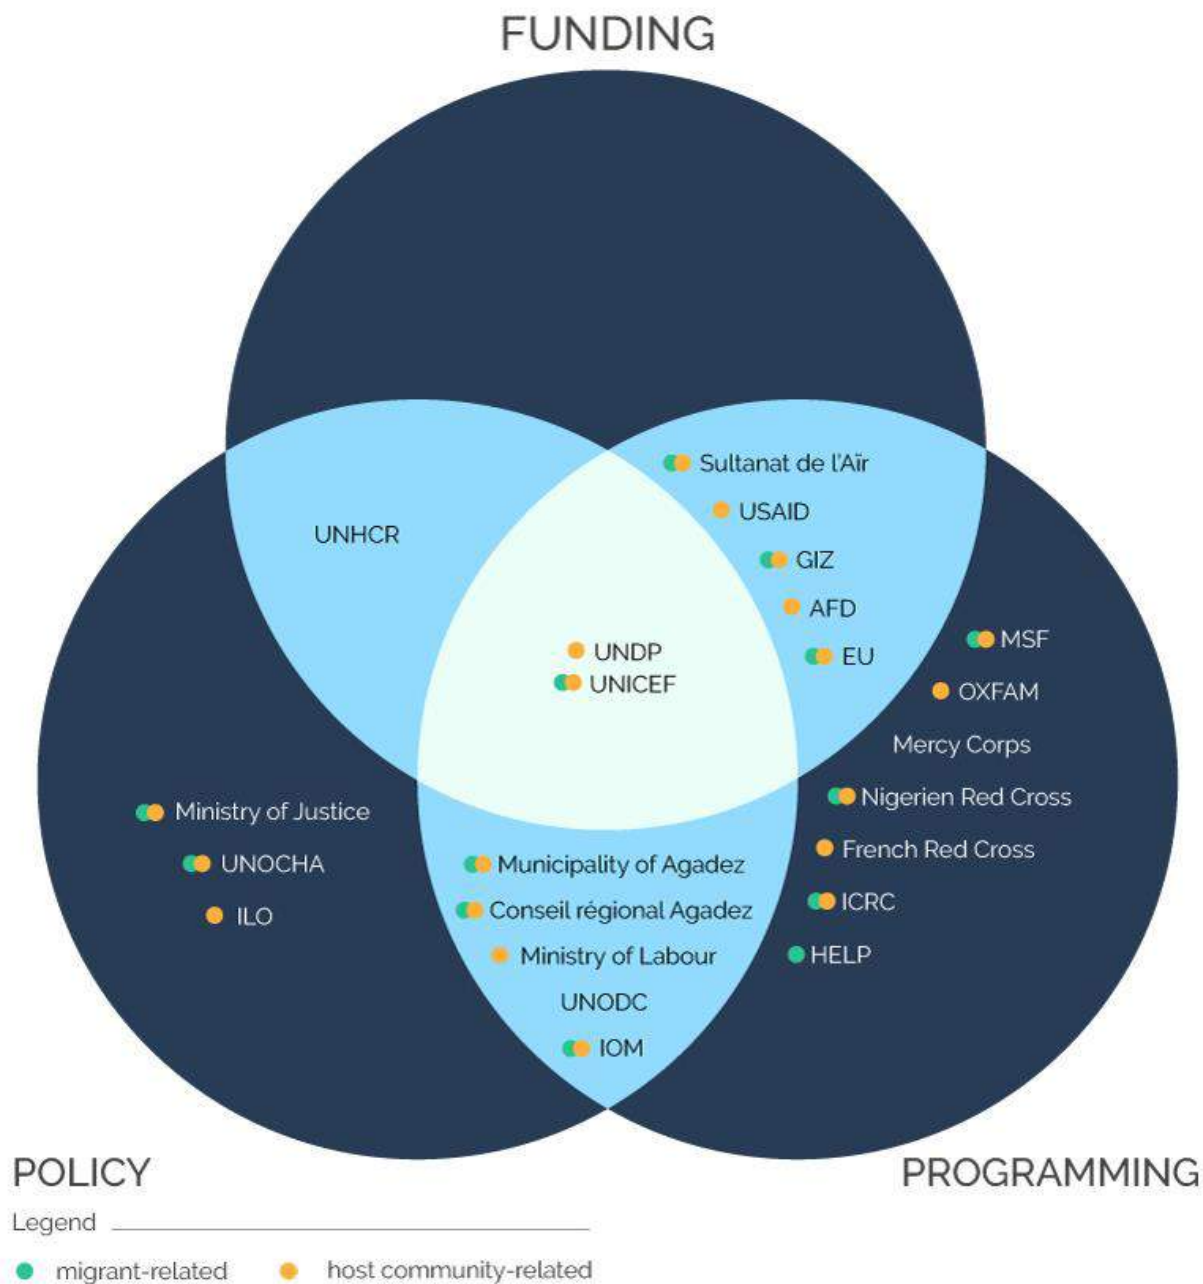 FUNDING
Sultanat de l'Aïr
USAID
UNHCR
GIZ
AFD
UNDP
EU
UNICEF
MSF
OXFAM
Mercy Corps
Nigerien Red Cross
French Red Cross
ICRC
HELP
Ministry of Justice
UNOCHA
ILO
Municipality of Agadez
Conseil régional Agadez
Ministry of Labour
UNODC
IOM
POLICY
PROGRAMMING
Legend
migrant-related
host community-related